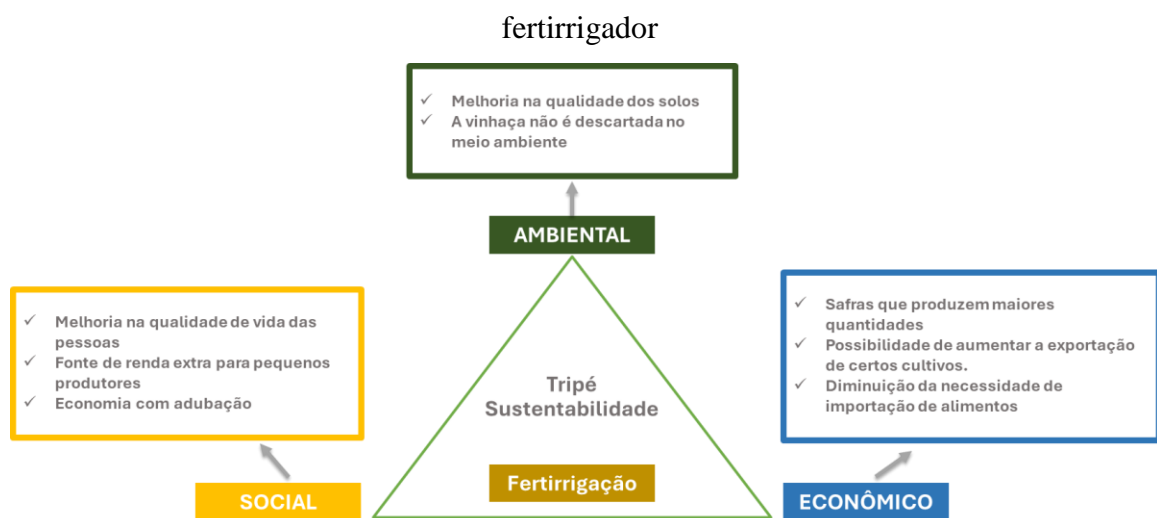 fertirrigador
✓ Melhoria na qualidade dos solos
✓ A vinhaça não é descartada no
meio ambiente
AMBIENTAL
✓ Melhoria na qualidade de vida das
pessoas
✓ Fonte de renda extra para pequenos
produtores
✓ Economia com adubação
SOCIAL
Tripé
Sustentabilidade
Fertirrigação
✓ Safras que produzem maiores
quantidades
✓ Possibilidade de aumentar a exportação
de certos cultivos.
✓ Diminuição da necessidade de
importação de alimentos
ECONÔMICO